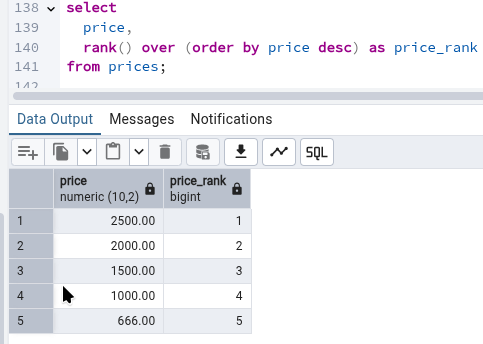 138 select
139 price,
140 rank() over (order by price desc) as price_rank
141 from prices;
142
Data Output Messages Notifications
SQL
price price_rank
numeric (10,2) bigint
1 2500.00 1
2 2000.00 2
3 1500.00 3
4 1000.00 4
5 666.00 5